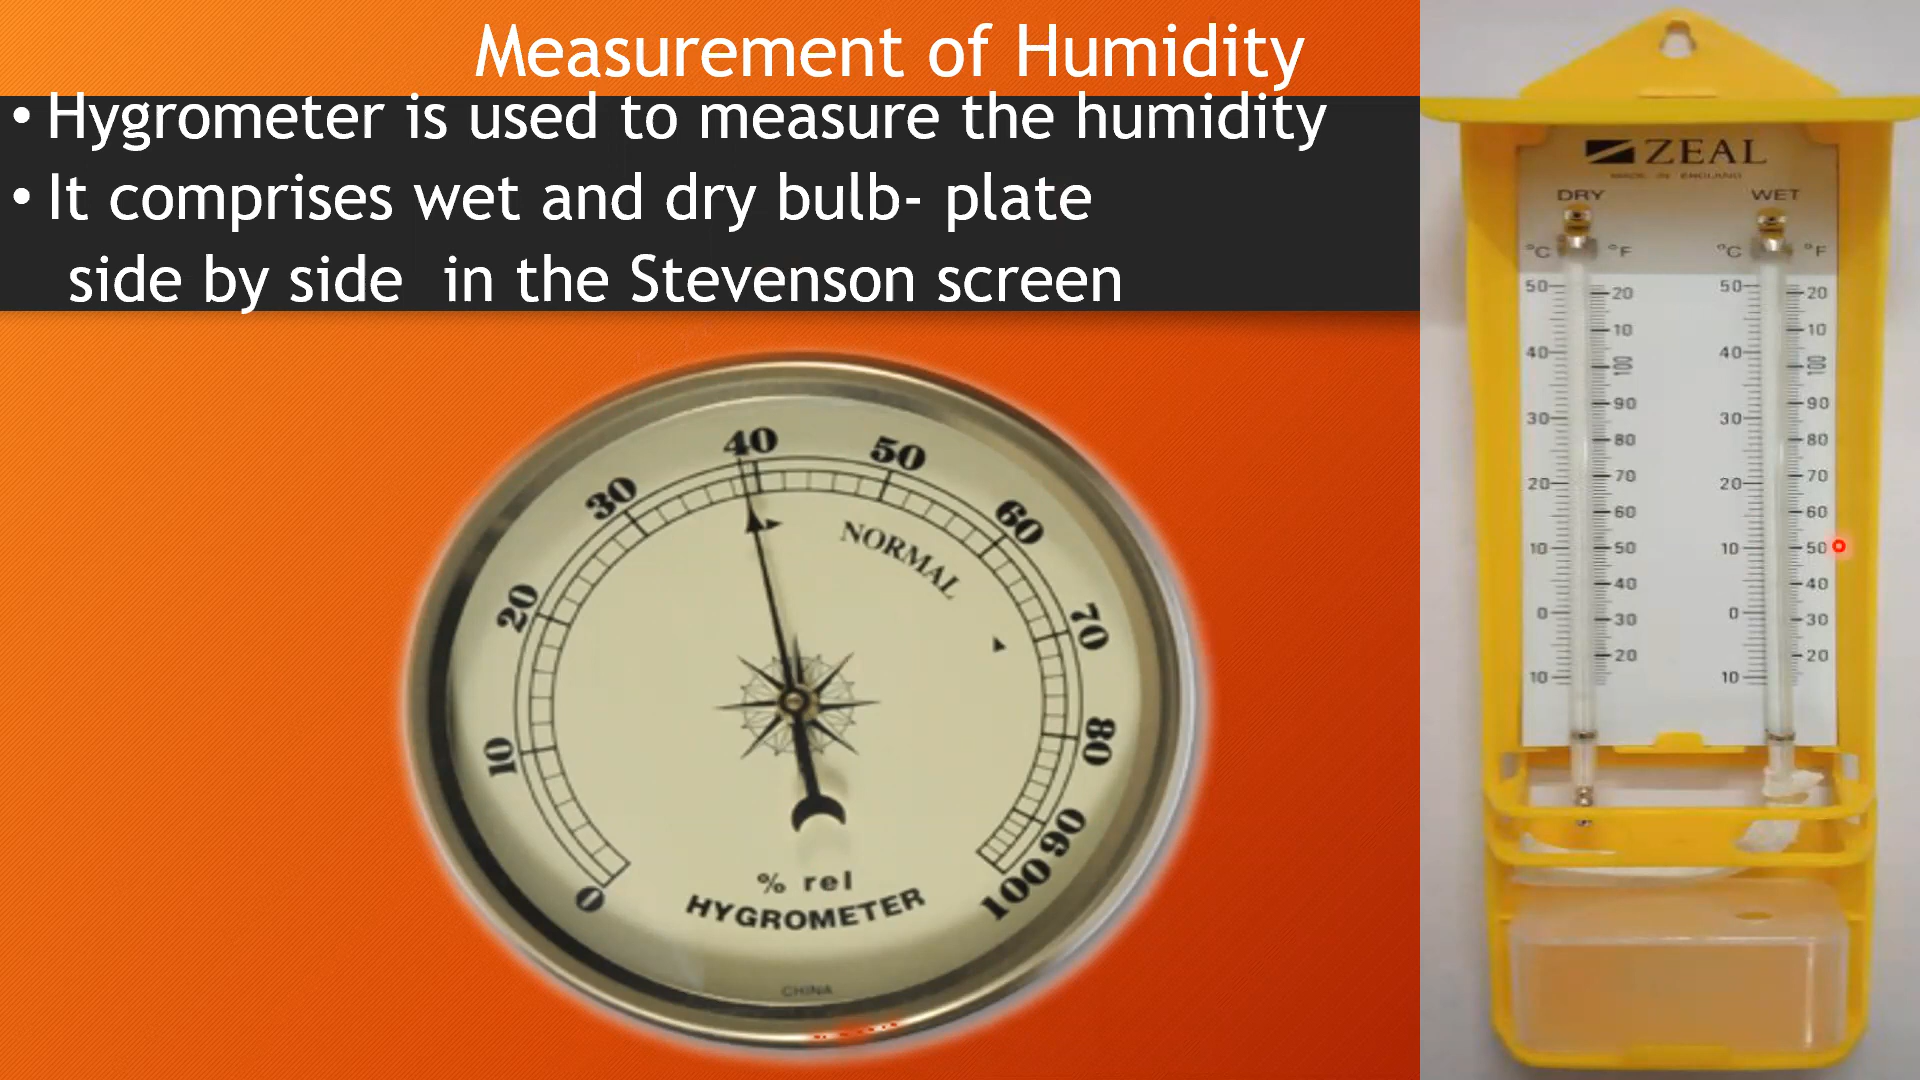 Measurement of Humidity
• Hygrometer is used to measure the humidity
• It comprises wet and dry bulb- plate
side by side in the Stevenson screen
40
50
30
60
NORMAL
20
70
10
80
90
0
100
% rel
HYGROMETER
CHINA
ZEAL
MADE IN ENGLAND
DRY WET
°C °F °C °F
50 20 50 20
10 10
40 100 40 100
30 90 30 90
80 80
20 70 20 70
60 60
10 50 10 50
40 40
0 30 0 30
20 20
10 10